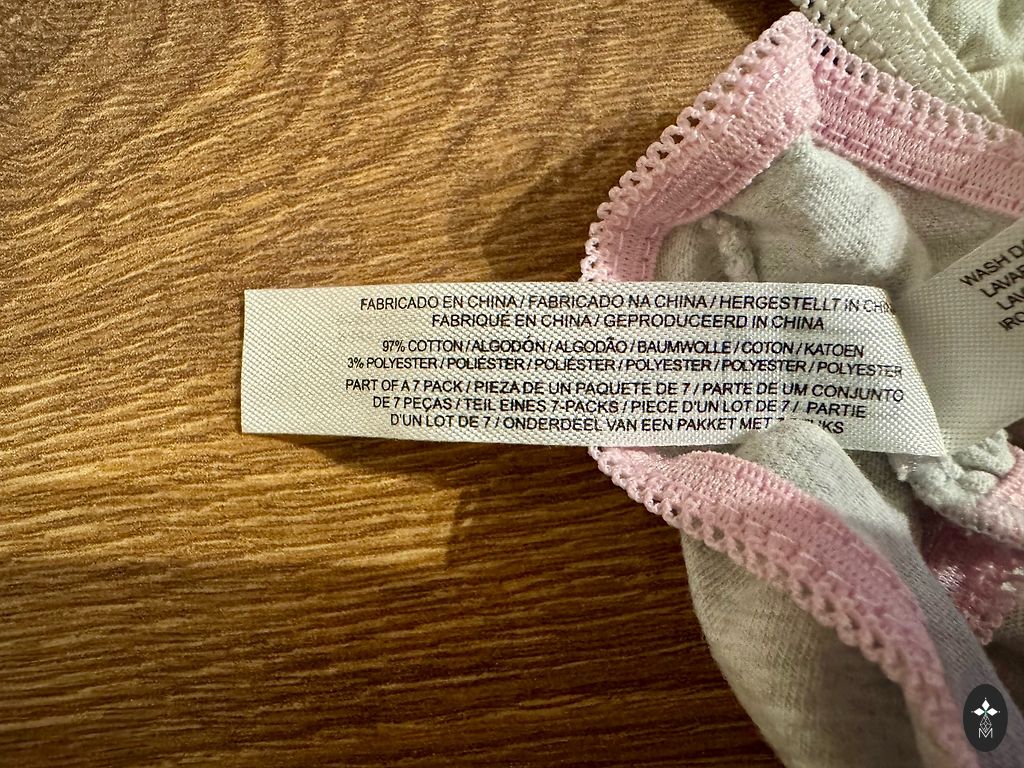 FABRICADO EN CHINA / FABRICADO NA CHINA / HERGESTELLT IN
FABRIQUÉ EN CHINA / GEPRODUCEERD IN CHINA
97% COTTON / ALGODÓN / ALGODÃO / BAUMWOLLE / COTON / KATOEN
3% POLYESTER / POLIÉSTER / POLIÉSTER / POLYESTER / POLYESTER / POLYESTER
PART OF A 7 PACK / PIEZA DE UN PAQUETE DE 7 / PARTE DE UM CONJUNTO
DE 7 PEÇAS / TEIL EINES 7-PACKS / PIECE D'UN LOT DE 7 / PARTIE
D'UN LOT DE 7 / ONDERDEEL VAN EEN PAKKET MET
WASH
M